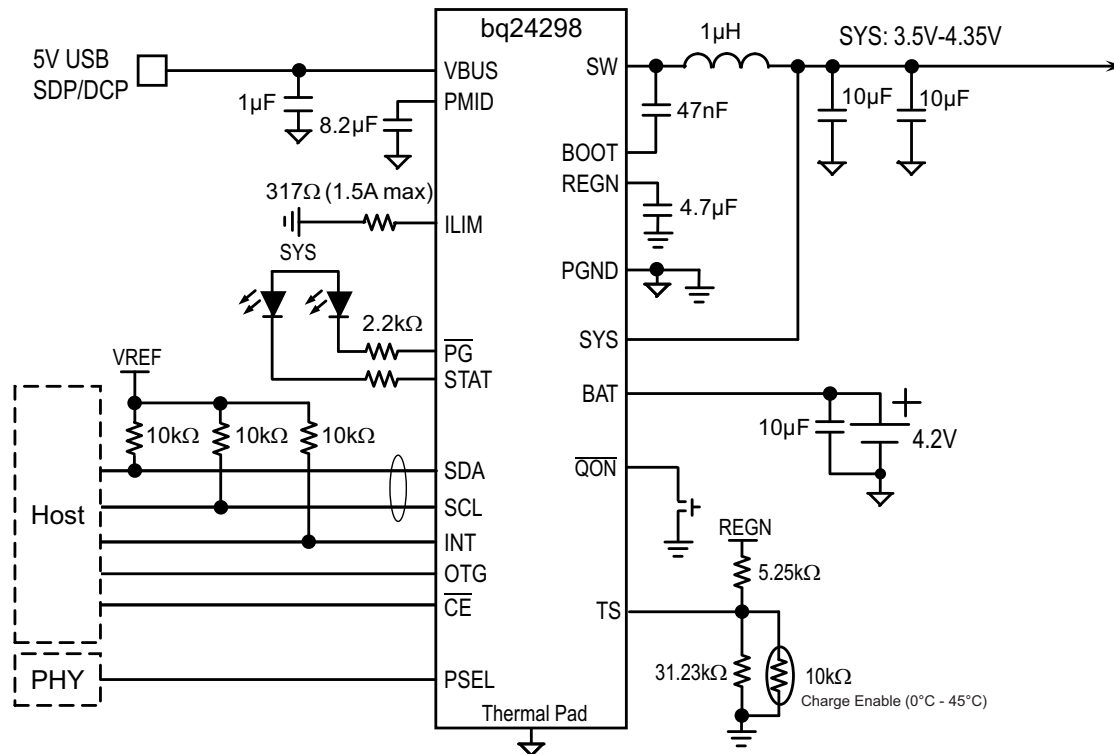 bq24298
5V USB
SDP/DCP
1µF
VBUS
PMID
8.2µF
317Ω (1.5A max)
ILIM
SYS
2.2kΩ
PG
STAT
VREF
10kΩ
10kΩ
10kΩ
Host
SDA
SCL
INT
OTG
CE
PHY
PSEL
Thermal Pad
SW
1µH
SYS: 3.5V-4.35V
47nF
10µF
10µF
BOOT
REGN
4.7µF
PGND
SYS
BAT
10µF
4.2V
QON
REGN
5.25kΩ
TS
31.23kΩ
10kΩ
Charge Enable (0°C - 45°C)